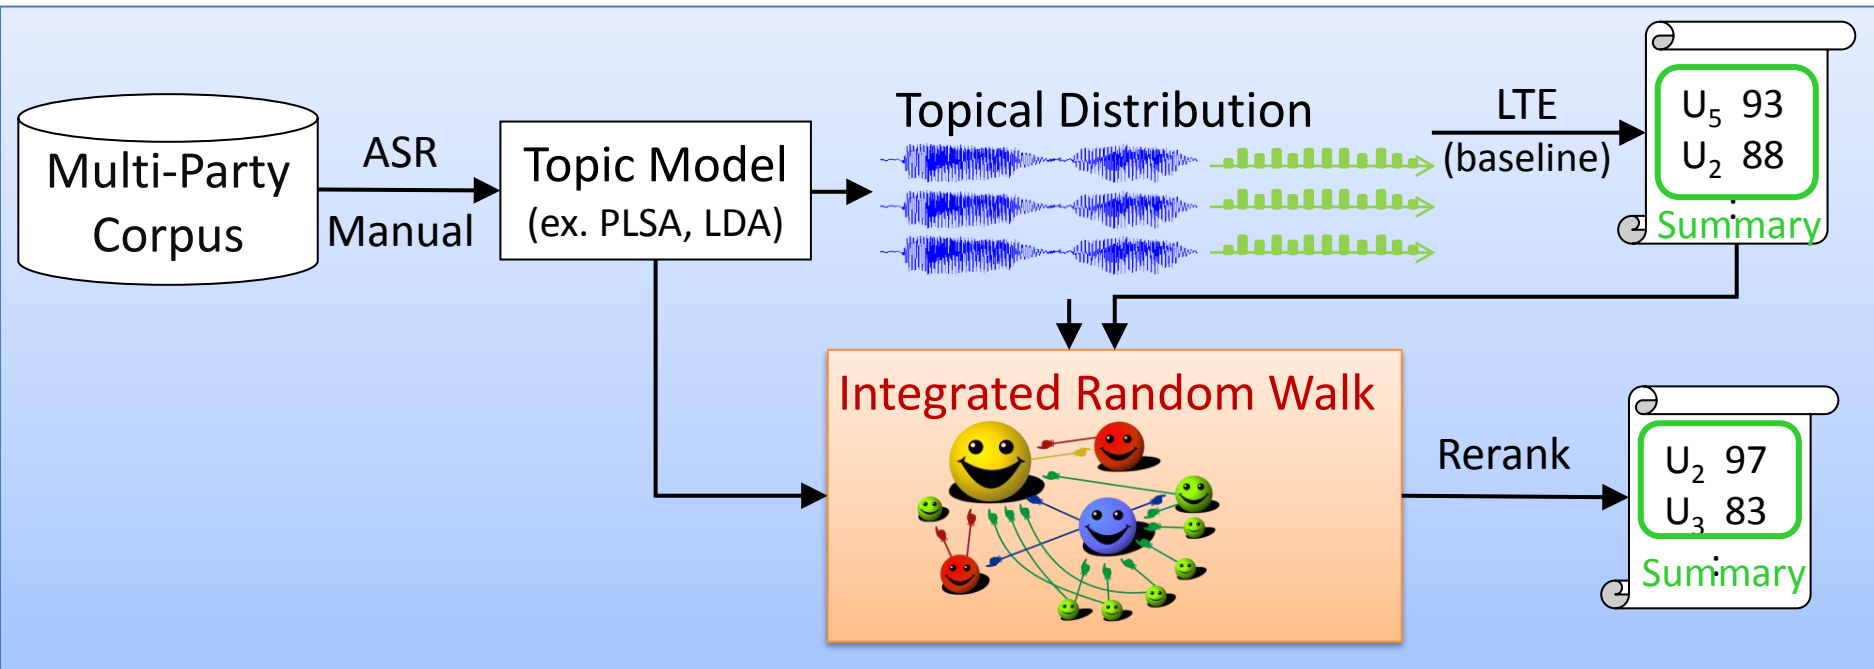 Multi-Party
Corpus
ASR
Manual
Topic Model
(ex. PLSA, LDA)
Topical Distribution
LTE
(baseline)
U5 93
U2 88
:
Summary
Integrated Random Walk
Rerank
U2 97
U3 83
:
Summary